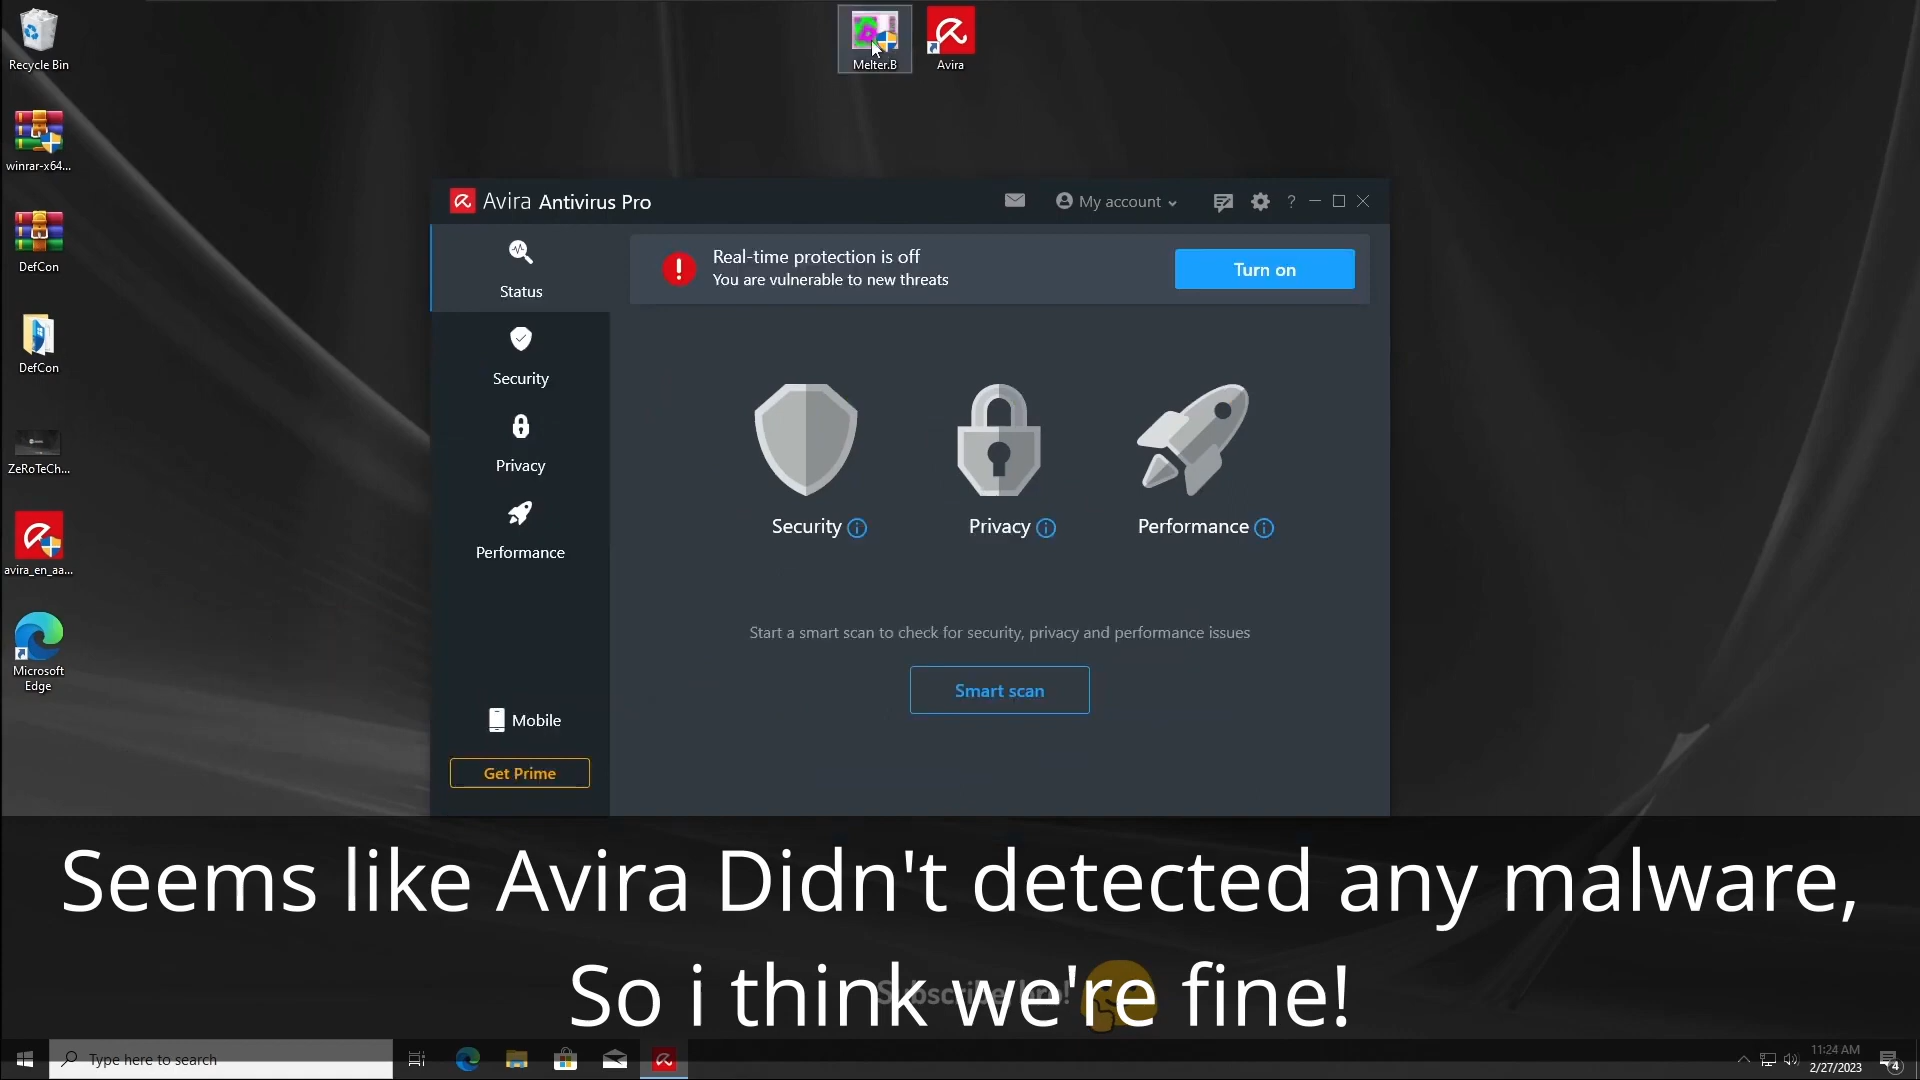 Recycle Bin
Melter.B
Avira
winrar-x64...
DefCon
DefCon
ZeRoTeCh...
avira_en_aa...
Microsoft
Edge
Avira Antivirus Pro
My account
?
Status
Security
Privacy
Performance
Mobile
Get Prime
Real-time protection is off
You are vulnerable to new threats
Turn on
Security
Privacy
Performance
Start a smart scan to check for security, privacy and performance issues
Smart scan
Seems like Avira Didn't detected any malware,
So i think we're fine!
Type here to search
11:24 AM
2/27/2023
4